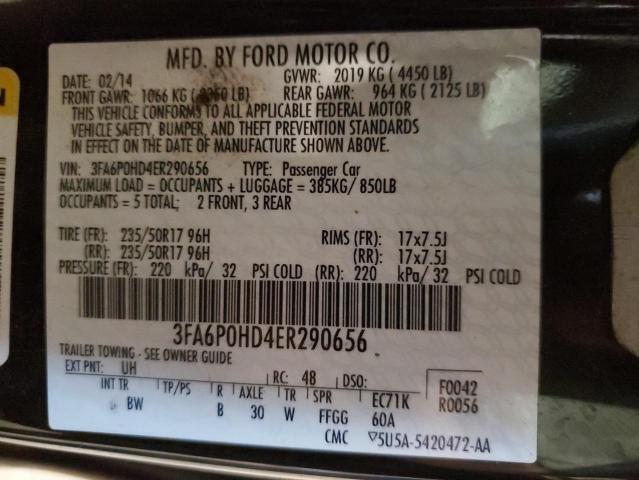 MFD. BY FORD MOTOR CO.
DATE: 02/14 GVWR: 2019 KG ( 4450 LB)
FRONT GAWR: 1066 KG ( 2350 LB) REAR GAWR: 964 KG ( 2125 LB)
THIS VEHICLE CONFORMS TO ALL APPLICABLE FEDERAL MOTOR
VEHICLE SAFETY, BUMPER, AND THEFT PREVENTION STANDARDS
IN EFFECT ON THE DATE OF MANUFACTURE SHOWN ABOVE.
VIN: 3FA6P0HD4ER290656 TYPE: Passenger Car
MAXIMUM LOAD = OCCUPANTS + LUGGAGE = 385KG/ 850LB
OCCUPANTS = 5 TOTAL; 2 FRONT, 3 REAR
TIRE (FR): 235/50R17 96H RIMS (FR): 17x7.5J
(RR): 235/50R17 96H (RR): 17x7.5J
PRESSURE (FR): 220 kPa/ 32 PSI COLD (RR): 220 kPa/ 32 PSI COLD
3FA6P0HD4ER290656
TRAILER TOWING - SEE OWNER GUIDE
EXT PNT: UH RC: 48 DSO: F0042
INT TR TP/PS R AXLE TR SPR EC71K R0056
BW B 30 W FFGG 60A
CMC ▽5U5A-5420472-AA